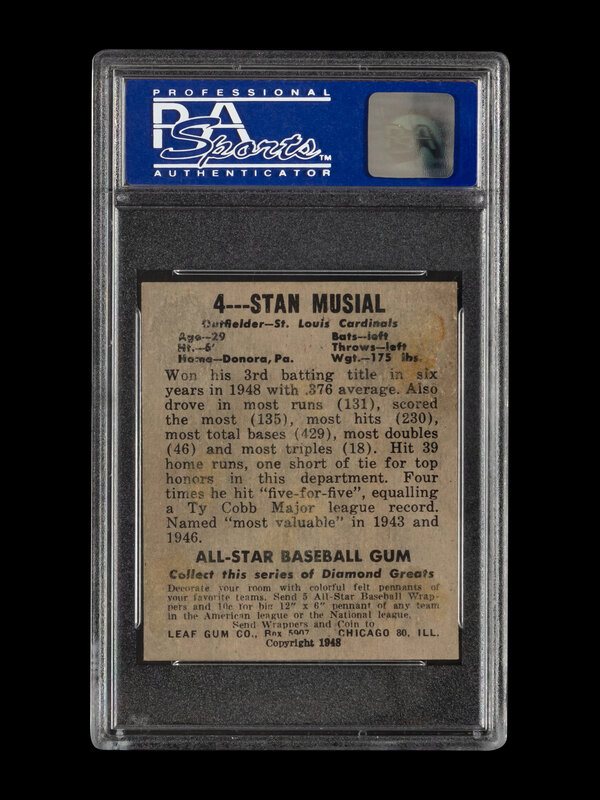 PROFESSIONAL
PSA
Sports™
AUTHENTICATOR
4---STAN MUSIAL
Outfielder—St. Louis Cardinals
Age—29 Bats—left
Ht.—6' Throws—left
Home—Donora, Pa. Wgt.—175 lbs.
Won his 3rd batting title in six
years in 1948 with .376 average. Also
drove in most runs (131), scored
the most (135), most hits (230),
most total bases (429), most doubles
(46) and most triples (18). Hit 39
home runs, one short of tie for top
honors in this department. Four
times he hit "five-for-five", equalling
a Ty Cobb Major league record.
Named "most valuable" in 1943 and
1946.
ALL-STAR BASEBALL GUM
Collect this series of Diamond Greats
Decorate your room with colorful felt pennants of
your favorite teams. Send 5 All-Star Baseball Wrap-
pers and 10c for big 12" x 6" pennant of any team
in the American league or the National league.
Send Wrappers and Coin to
LEAF GUM CO., Box 5907 CHICAGO 80, ILL.
Copyright 1948